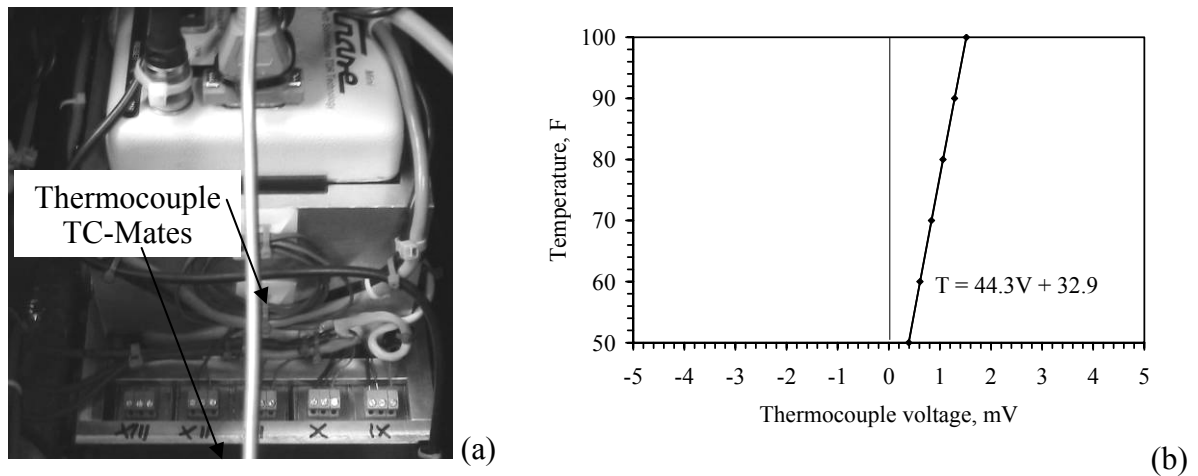 Thermocouple
TC-Mates
(a)
100
90
80
70
60
50
Temperature, F
T = 44.3V + 32.9
-5 -4 -3 -2 -1 0 1 2 3 4 5
Thermocouple voltage, mV
(b)